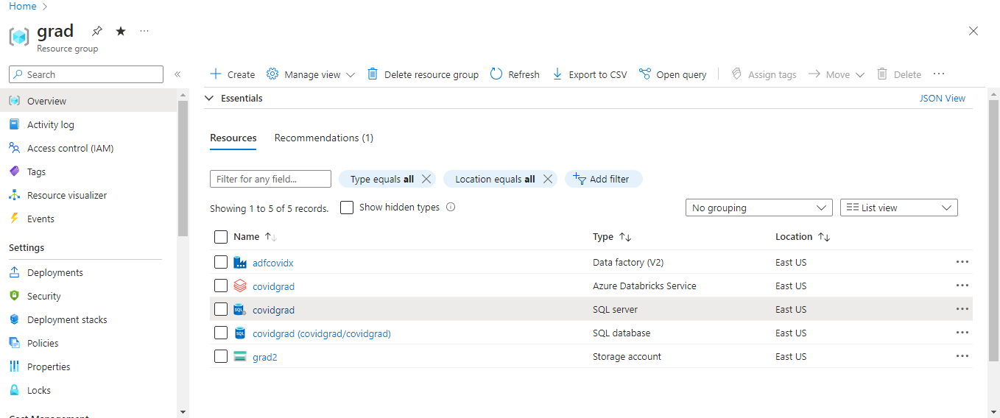 Home
grad
Resource group
Search
Create Manage view Delete resource group Refresh Export to CSV Open query Assign tags Move Delete
Overview
Activity log
Access control (IAM)
Tags
Resource visualizer
Events
Settings
Deployments
Security
Deployment stacks
Policies
Properties
Locks
Cost Management
Essentials JSON View
Resources Recommendations (1)
Filter for any field... Type equals all Location equals all Add filter
Showing 1 to 5 of 5 records. Show hidden types No grouping List view
Name Type Location
adfcovidx Data factory (V2) East US
covidgrad Azure Databricks Service East US
SQL covidgrad SQL server East US
SQL covidgrad (covidgrad/covidgrad) SQL database East US
grad2 Storage account East US